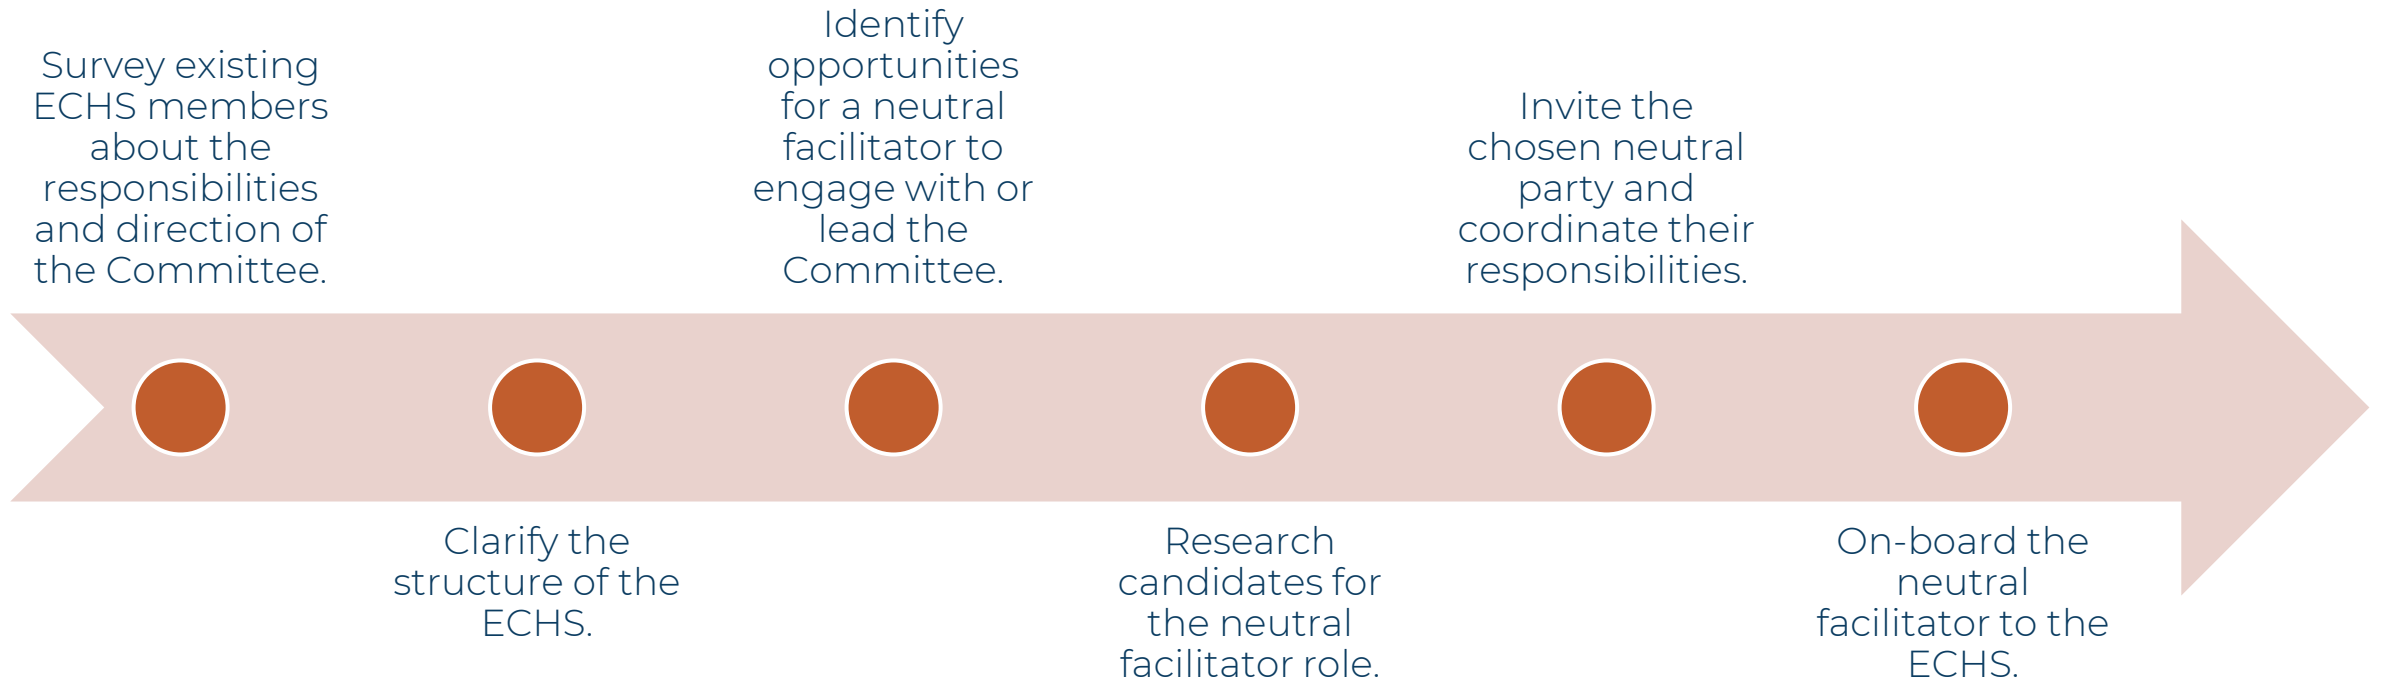 Survey existing
ECHS members
about the
responsibilities
and direction of
the Committee.
Clarify the
structure of the
ECHS.
Identify
opportunities
for a neutral
facilitator to
engage with or
lead the
Committee.
Research
candidates for
the neutral
facilitator role.
Invite the
chosen neutral
party and
coordinate their
responsibilities.
On-board the
neutral
facilitator to the
ECHS.